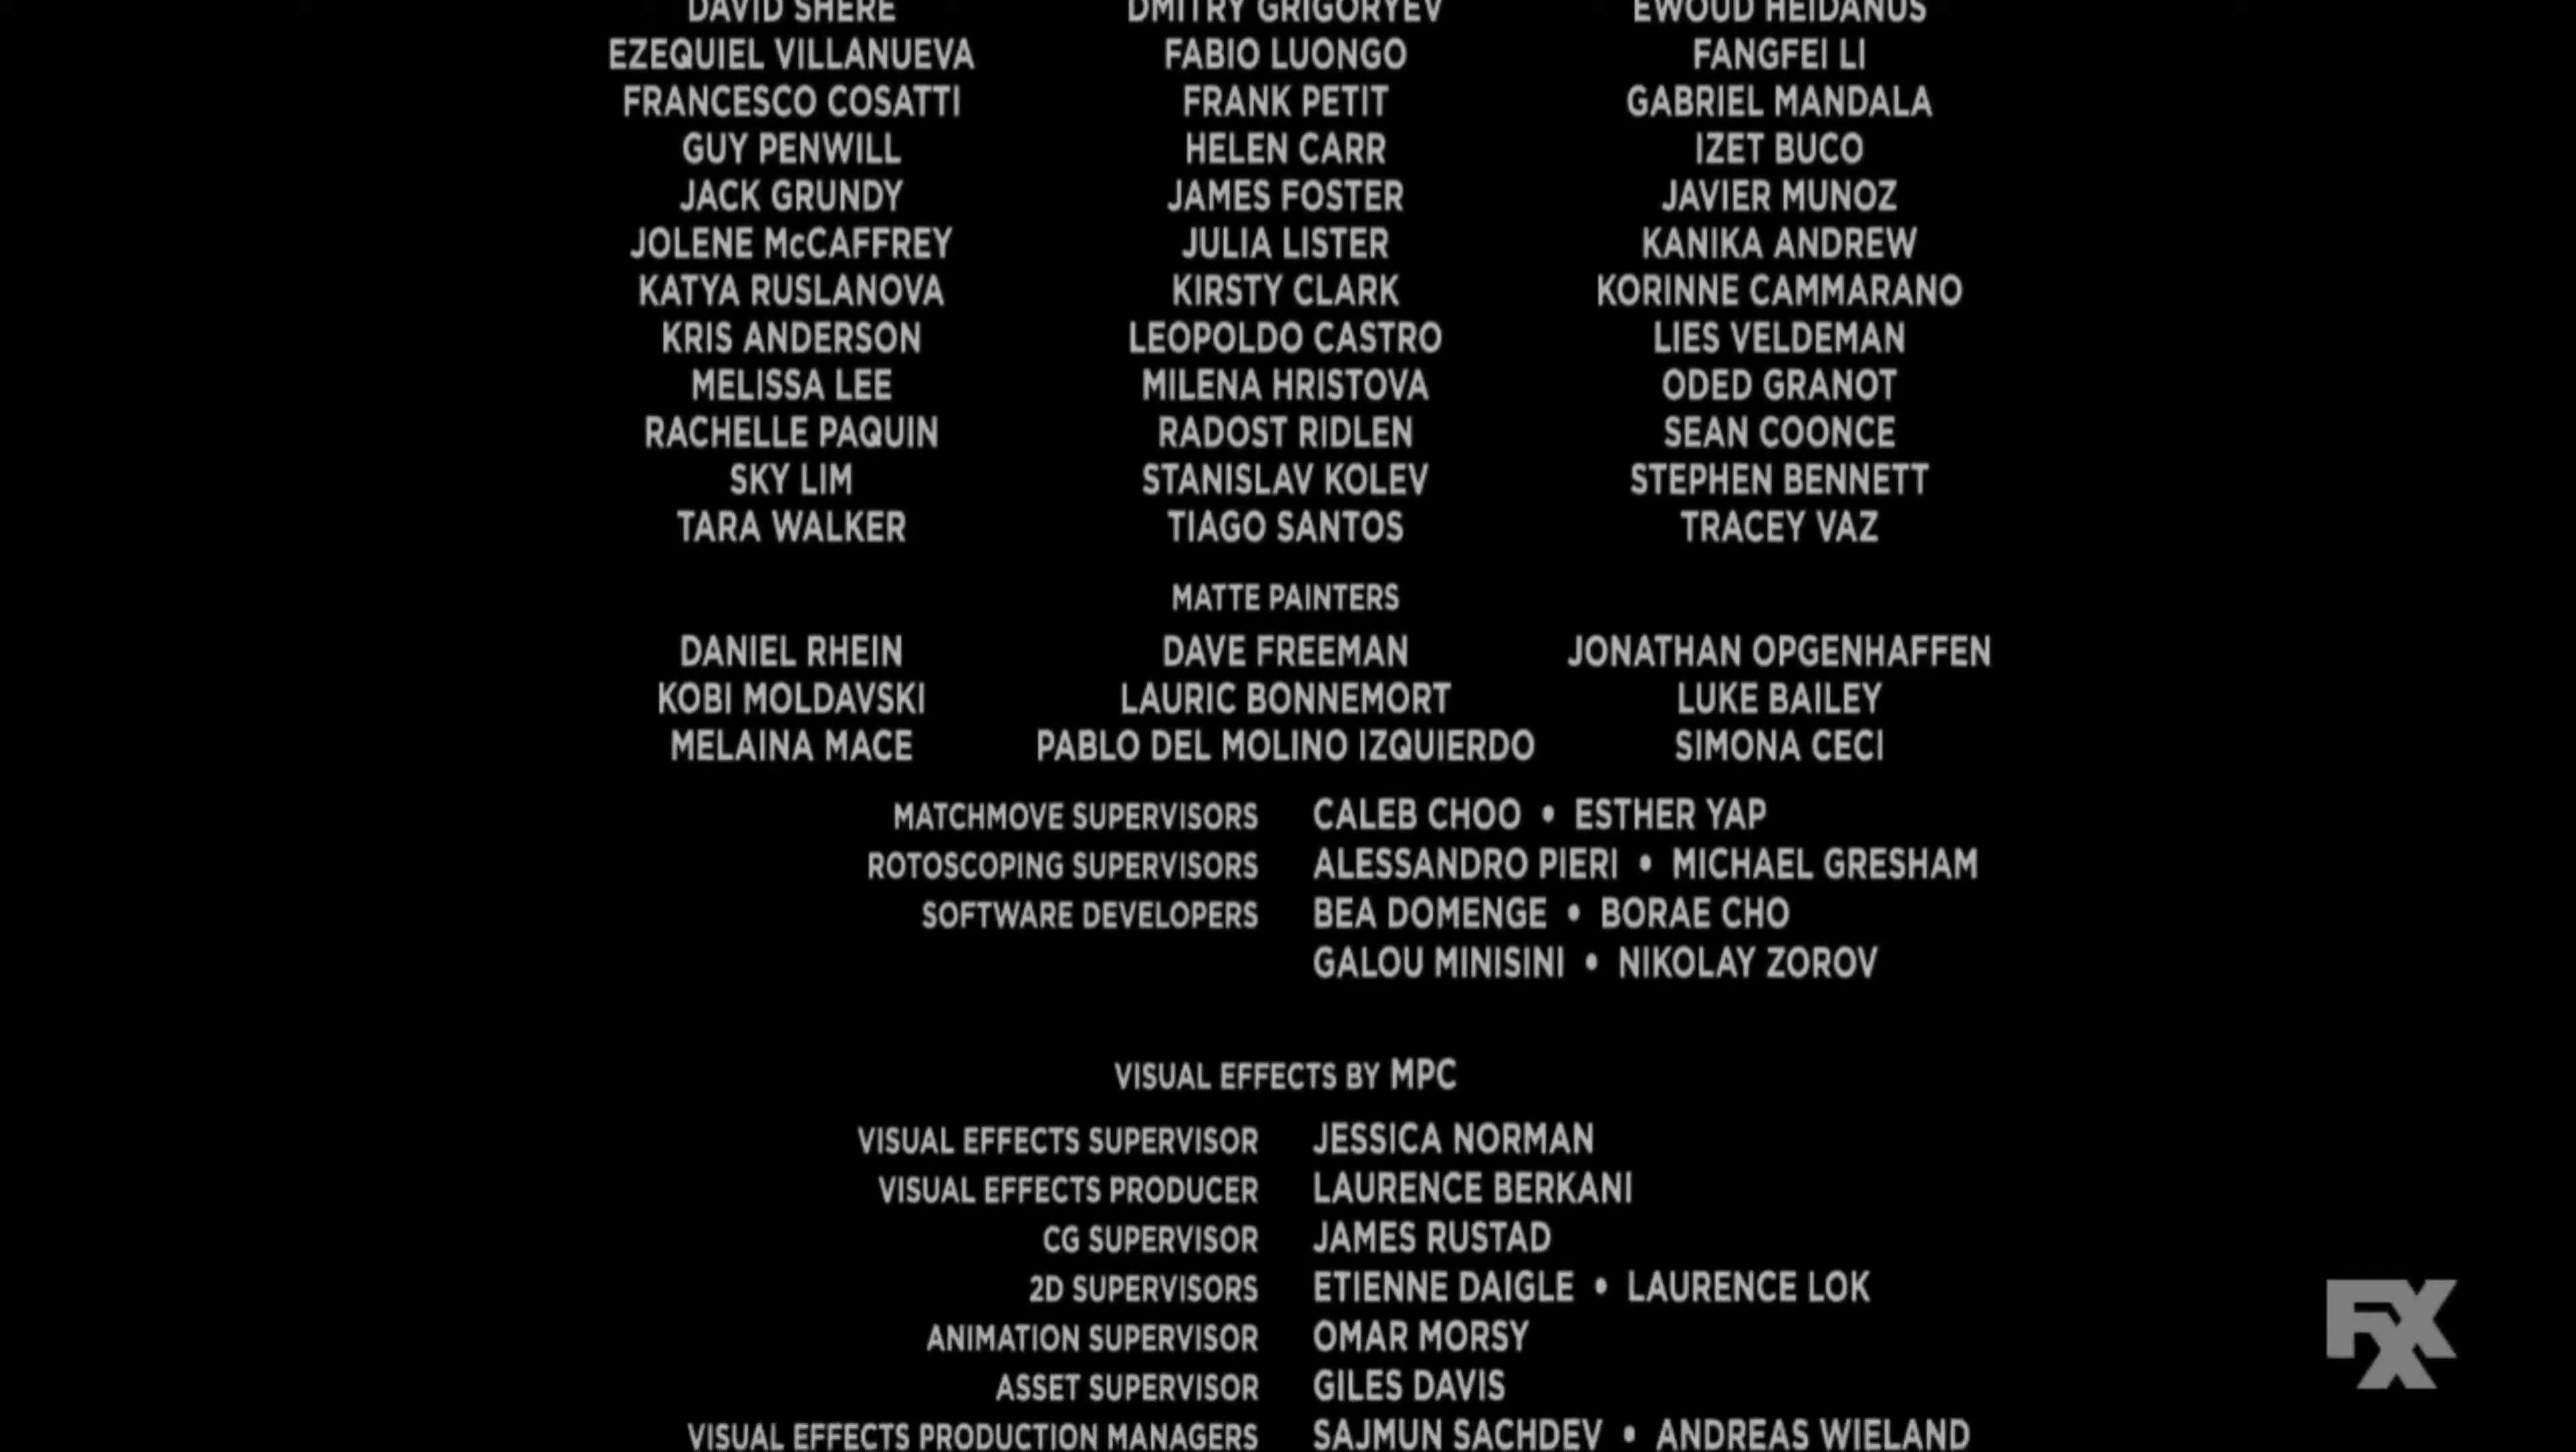 DAVID SHERE DMITRY GRIGORYEV EWOUD HEIDANUS
EZEQUIEL VILLANUEVA FABIO LUONGO FANGFEI LI
FRANCESCO COSATTI FRANK PETIT GABRIEL MANDALA
GUY PENWILL HELEN CARR IZET BUCO
JACK GRUNDY JAMES FOSTER JAVIER MUNOZ
JOLENE McCAFFREY JULIA LISTER KANIKA ANDREW
KATYA RUSLANOVA KIRSTY CLARK KORINNE CAMMARANO
KRIS ANDERSON LEOPOLDO CASTRO LIES VELDEMAN
MELISSA LEE MILENA HRISTOVA ODED GRANOT
RACHELLE PAQUIN RADOST RIDLEN SEAN COONCE
SKY LIM STANISLAV KOLEV STEPHEN BENNETT
TARA WALKER TIAGO SANTOS TRACEY VAZ
MATTE PAINTERS
DANIEL RHEIN DAVE FREEMAN JONATHAN OPGENHAFFEN
KOBI MOLDAVSKI LAURIC BONNEMORT LUKE BAILEY
MELAINA MACE PABLO DEL MOLINO IZQUIERDO SIMONA CECI
MATCHMOVE SUPERVISORS CALEB CHOO • ESTHER YAP
ROTOSCOPING SUPERVISORS ALESSANDRO PIERI • MICHAEL GRESHAM
SOFTWARE DEVELOPERS BEA DOMENGE • BORAE CHO
GALOU MINISINI • NIKOLAY ZOROV
VISUAL EFFECTS BY MPC
VISUAL EFFECTS SUPERVISOR JESSICA NORMAN
VISUAL EFFECTS PRODUCER LAURENCE BERKANI
CG SUPERVISOR JAMES RUSTAD
2D SUPERVISORS ETIENNE DAIGLE • LAURENCE LOK
ANIMATION SUPERVISOR OMAR MORSY
ASSET SUPERVISOR GILES DAVIS
VISUAL EFFECTS PRODUCTION MANAGERS SAJMUN SACHDEV • ANDREAS WIELAND
FX